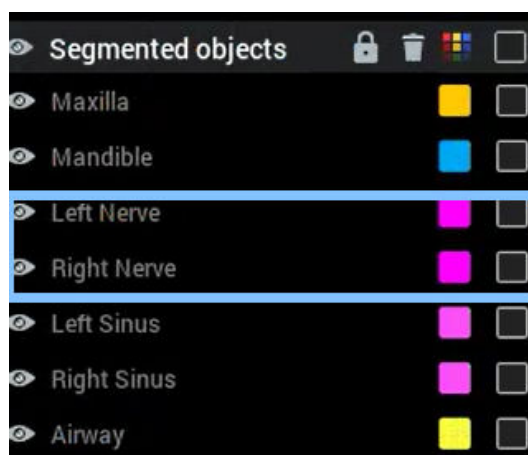 Segmented objects
Maxilla
Mandible
Left Nerve
Right Nerve
Left Sinus
Right Sinus
Airway